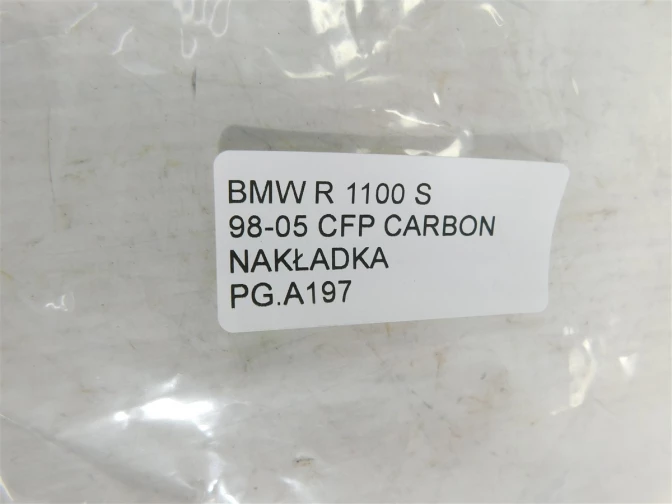 BMW R 1100 S
98-05 CFP CARBON
NAKŁADKA
PG.A197